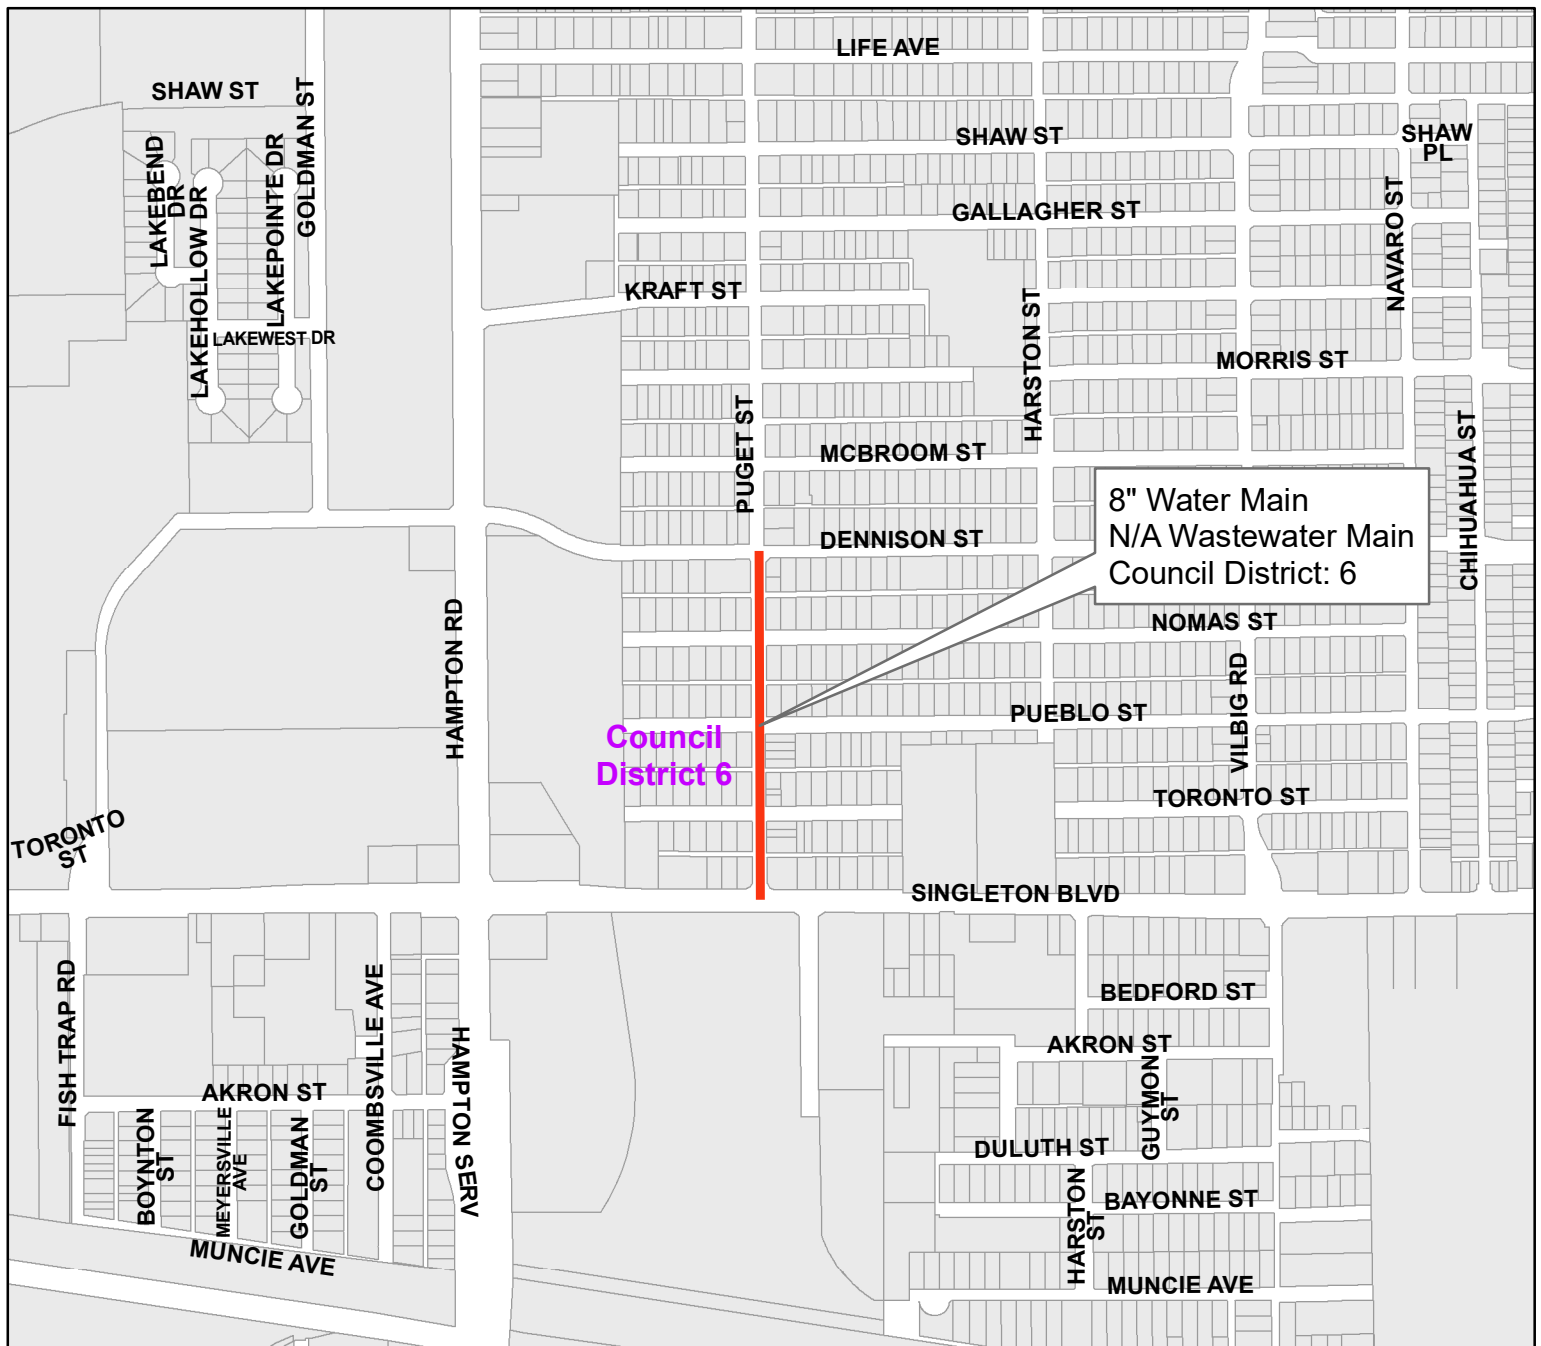 LIFE AVE
SHAW ST
GOLDMAN ST
SHAW ST
SHAW
PL
LAKEBEND
DR
LAKEHOLLOW DR
LAKEPOINTE DR
GALLAGHER ST
NAVARO ST
KRAFT ST
HARSTON ST
LAKEWEST DR
MORRIS ST
PUGET ST
MCBROOM ST
CHIHUAHUA ST
8" Water Main
N/A Wastewater Main
Council District: 6
DENNISON ST
HAMPTON RD
NOMAS ST
VILBIG RD
PUEBLO ST
Council
District 6
TORONTO ST
TORONTO
ST
SINGLETON BLVD
FISH TRAP RD
COOMBSVILLE AVE
BEDFORD ST
HAMPTON SERV
AKRON ST
GUYMON
ST
AKRON ST
BOYNTON
ST
MEYERSVILLE
AVE
GOLDMAN
ST
DULUTH ST
HARSTON
ST
BAYONNE ST
MUNCIE AVE
MUNCIE AVE